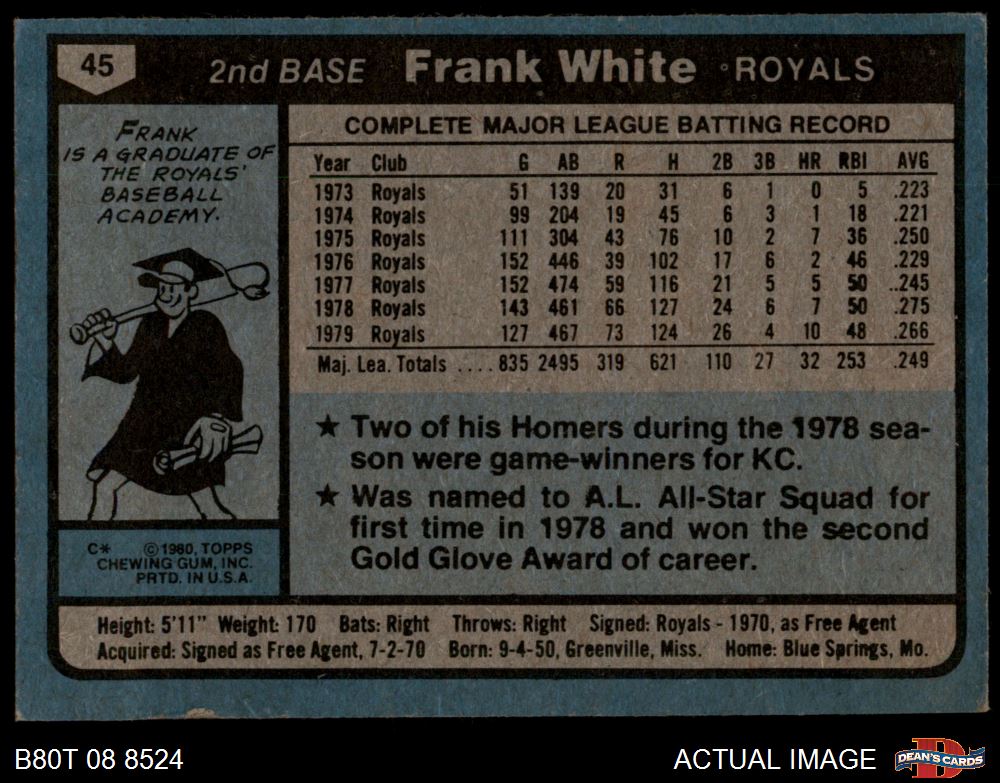 45 2nd BASE Frank White ROYALS
FRANK
IS A GRADUATE OF
THE ROYALS'
BASEBALL
ACADEMY.
COMPLETE MAJOR LEAGUE BATTING RECORD
Year Club G AB R H 2B 3B HR RBI AVG
1973 Royals 51 139 20 31 6 1 0 5 .223
1974 Royals 99 204 19 45 6 3 1 18 .221
1975 Royals 111 304 43 76 10 2 7 36 .250
1976 Royals 152 446 39 102 17 6 2 46 .229
1977 Royals 152 474 59 116 21 5 5 50 ..245
1978 Royals 143 461 66 127 24 6 7 50 .275
1979 Royals 127 467 73 124 26 4 10 48 .266
Maj. Lea. Totals .... 835 2495 319 621 110 27 32 253 .249
★ Two of his Homers during the 1978 sea-
son were game-winners for KC.
★ Was named to A.L. All-Star Squad for
first time in 1978 and won the second
Gold Glove Award of career.
C* © 1980, TOPPS
CHEWING GUM, INC.
PRTD. IN U.S.A.
Height: 5'11" Weight: 170 Bats: Right Throws: Right Signed: Royals - 1970, as Free Agent
Acquired: Signed as Free Agent, 7-2-70 Born: 9-4-50, Greenville, Miss. Home: Blue Springs, Mo.
B80T 08 8524 ACTUAL IMAGE DEAN'S CARDS